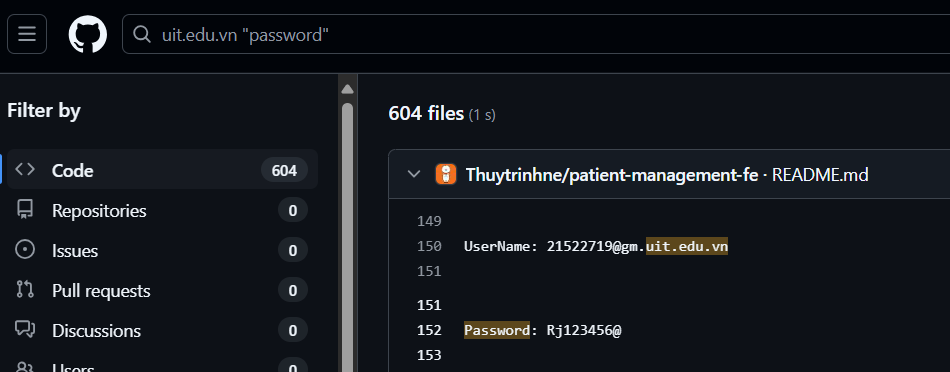 uit.edu.vn "password"
Filter by
Code 604
Repositories 0
Issues 0
Pull requests 0
Discussions 0
Users 0
604 files (1 s)
Thuytrinhne/patient-management-fe · README.md
149
150 UserName: 21522719@gm.uit.edu.vn
151
151
152 Password: Rj123456@
153